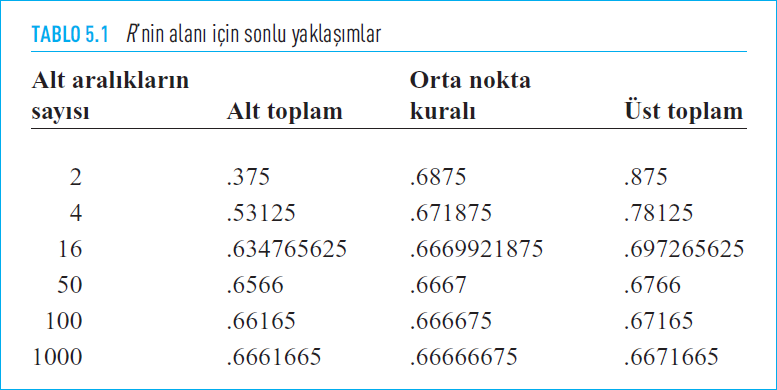 TABLO 5.1 R'nin alanı için sonlu yaklaşımlar
Alt aralıkların sayısı Alt toplam Orta nokta kuralı Üst toplam
2 .375 .6875 .875
4 .53125 .671875 .78125
16 .634765625 .6669921875 .697265625
50 .6566 .6667 .6766
100 .66165 .666675 .67165
1000 .6661665 .66666675 .6671665